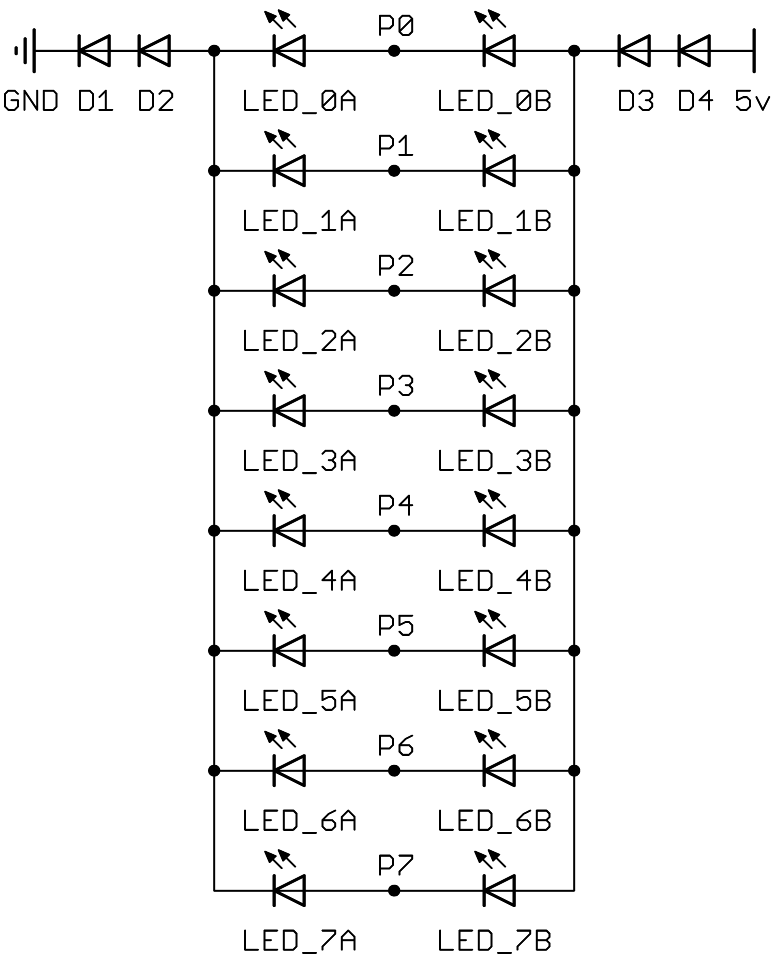 P0
GND D1 D2 LED_0A LED_0B D3 D4 5v
P1
LED_1A LED_1B
P2
LED_2A LED_2B
P3
LED_3A LED_3B
P4
LED_4A LED_4B
P5
LED_5A LED_5B
P6
LED_6A LED_6B
P7
LED_7A LED_7B